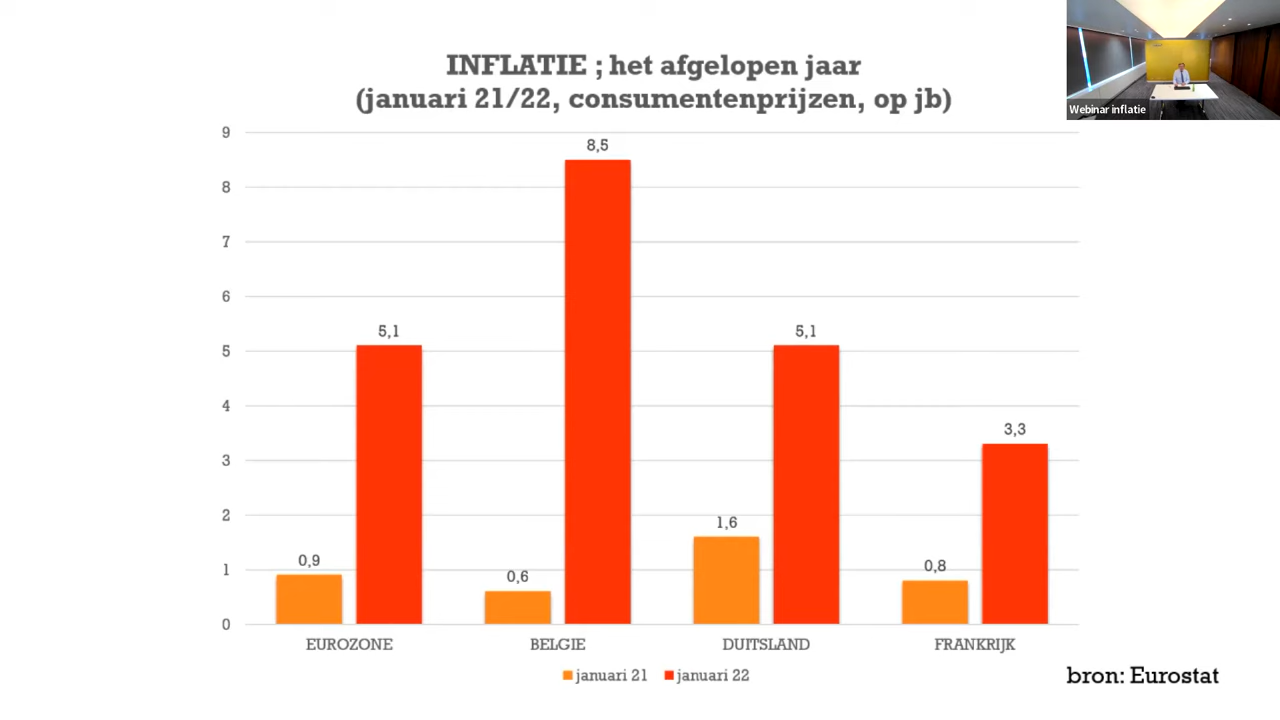 INFLATIE ; het afgelopen jaar
(januari 21/22, consumentenprijzen, op jb)
Webinar inflatie
9
8
7
6
5
4
3
2
1
0
0,9
5,1
0,6
8,5
1,6
5,1
0,8
3,3
EUROZONE
BELGIE
DUITSLAND
FRANKRIJK
januari 21
januari 22
bron: Eurostat